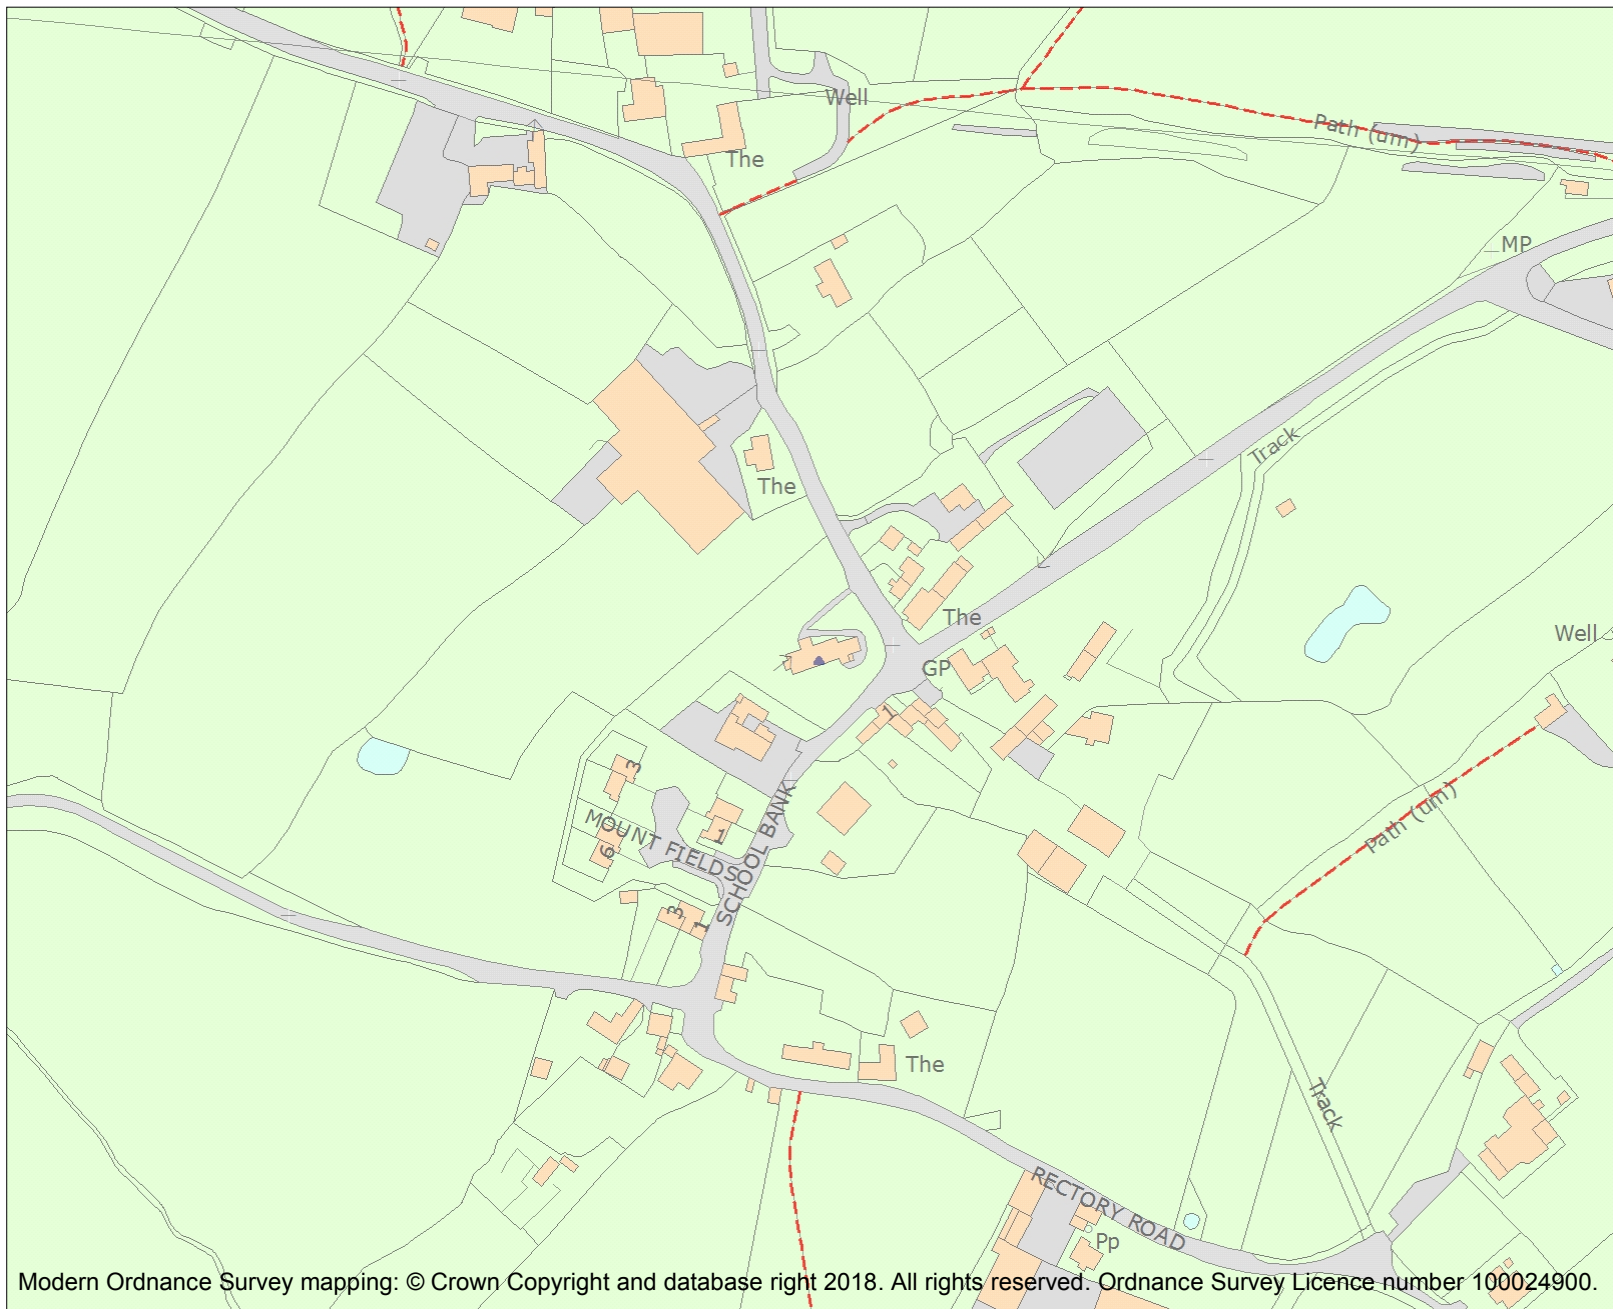 Well
Path (um)
The
MP
Track
The
The
Well
GP
1
3
MOUNT FIELDS
1
6
SCHOOL BANK
Path (um)
3
1
The
Track
RECTORY ROAD
Pp
Modern Ordnance Survey mapping: © Crown Copyright and database right 2018. All rights reserved. Ordnance Survey Licence number 100024900.